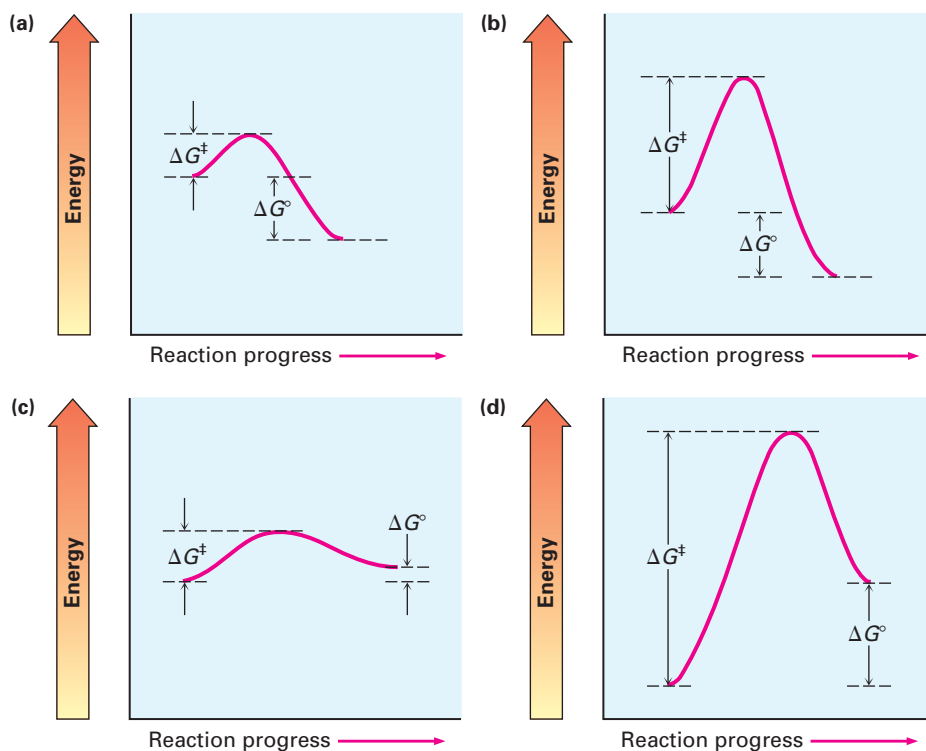 (a)
Energy
ΔG‡
ΔG°
Reaction progress
(b)
Energy
ΔG‡
ΔG°
Reaction progress
(c)
Energy
ΔG‡
ΔG°
Reaction progress
(d)
Energy
ΔG‡
ΔG°
Reaction progress